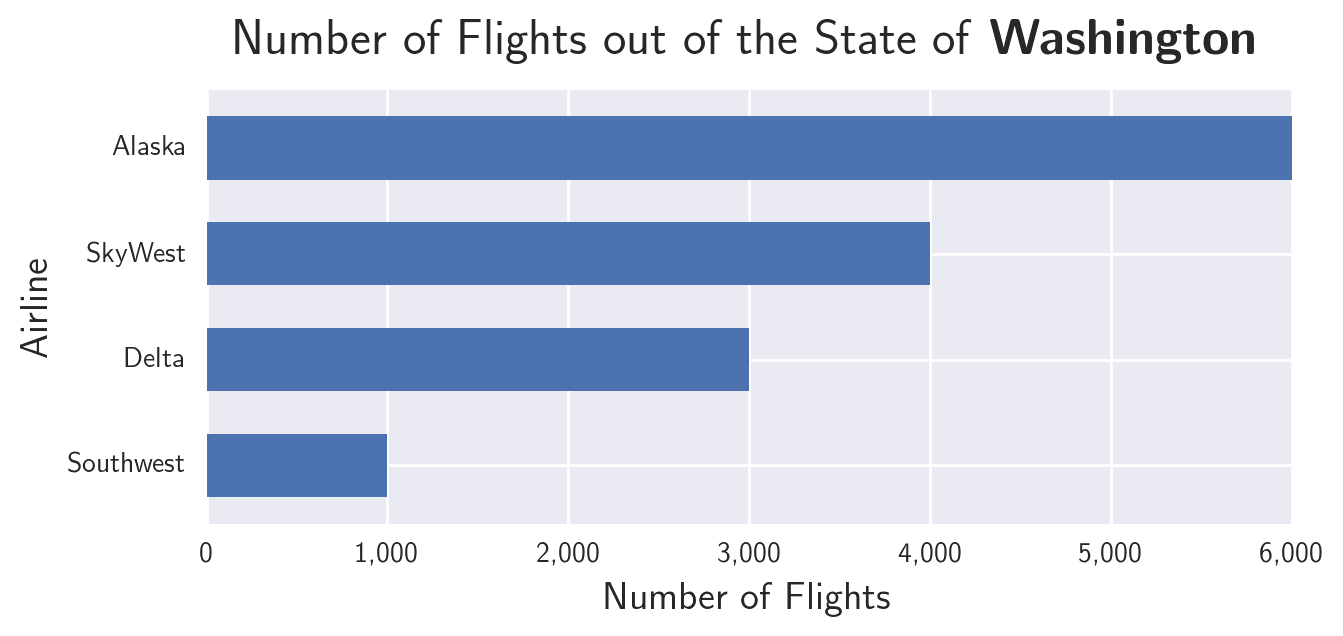 Number of Flights out of the State of Washington
Alaska
SkyWest
Delta
Southwest
Airline
0 1,000 2,000 3,000 4,000 5,000 6,000
Number of Flights